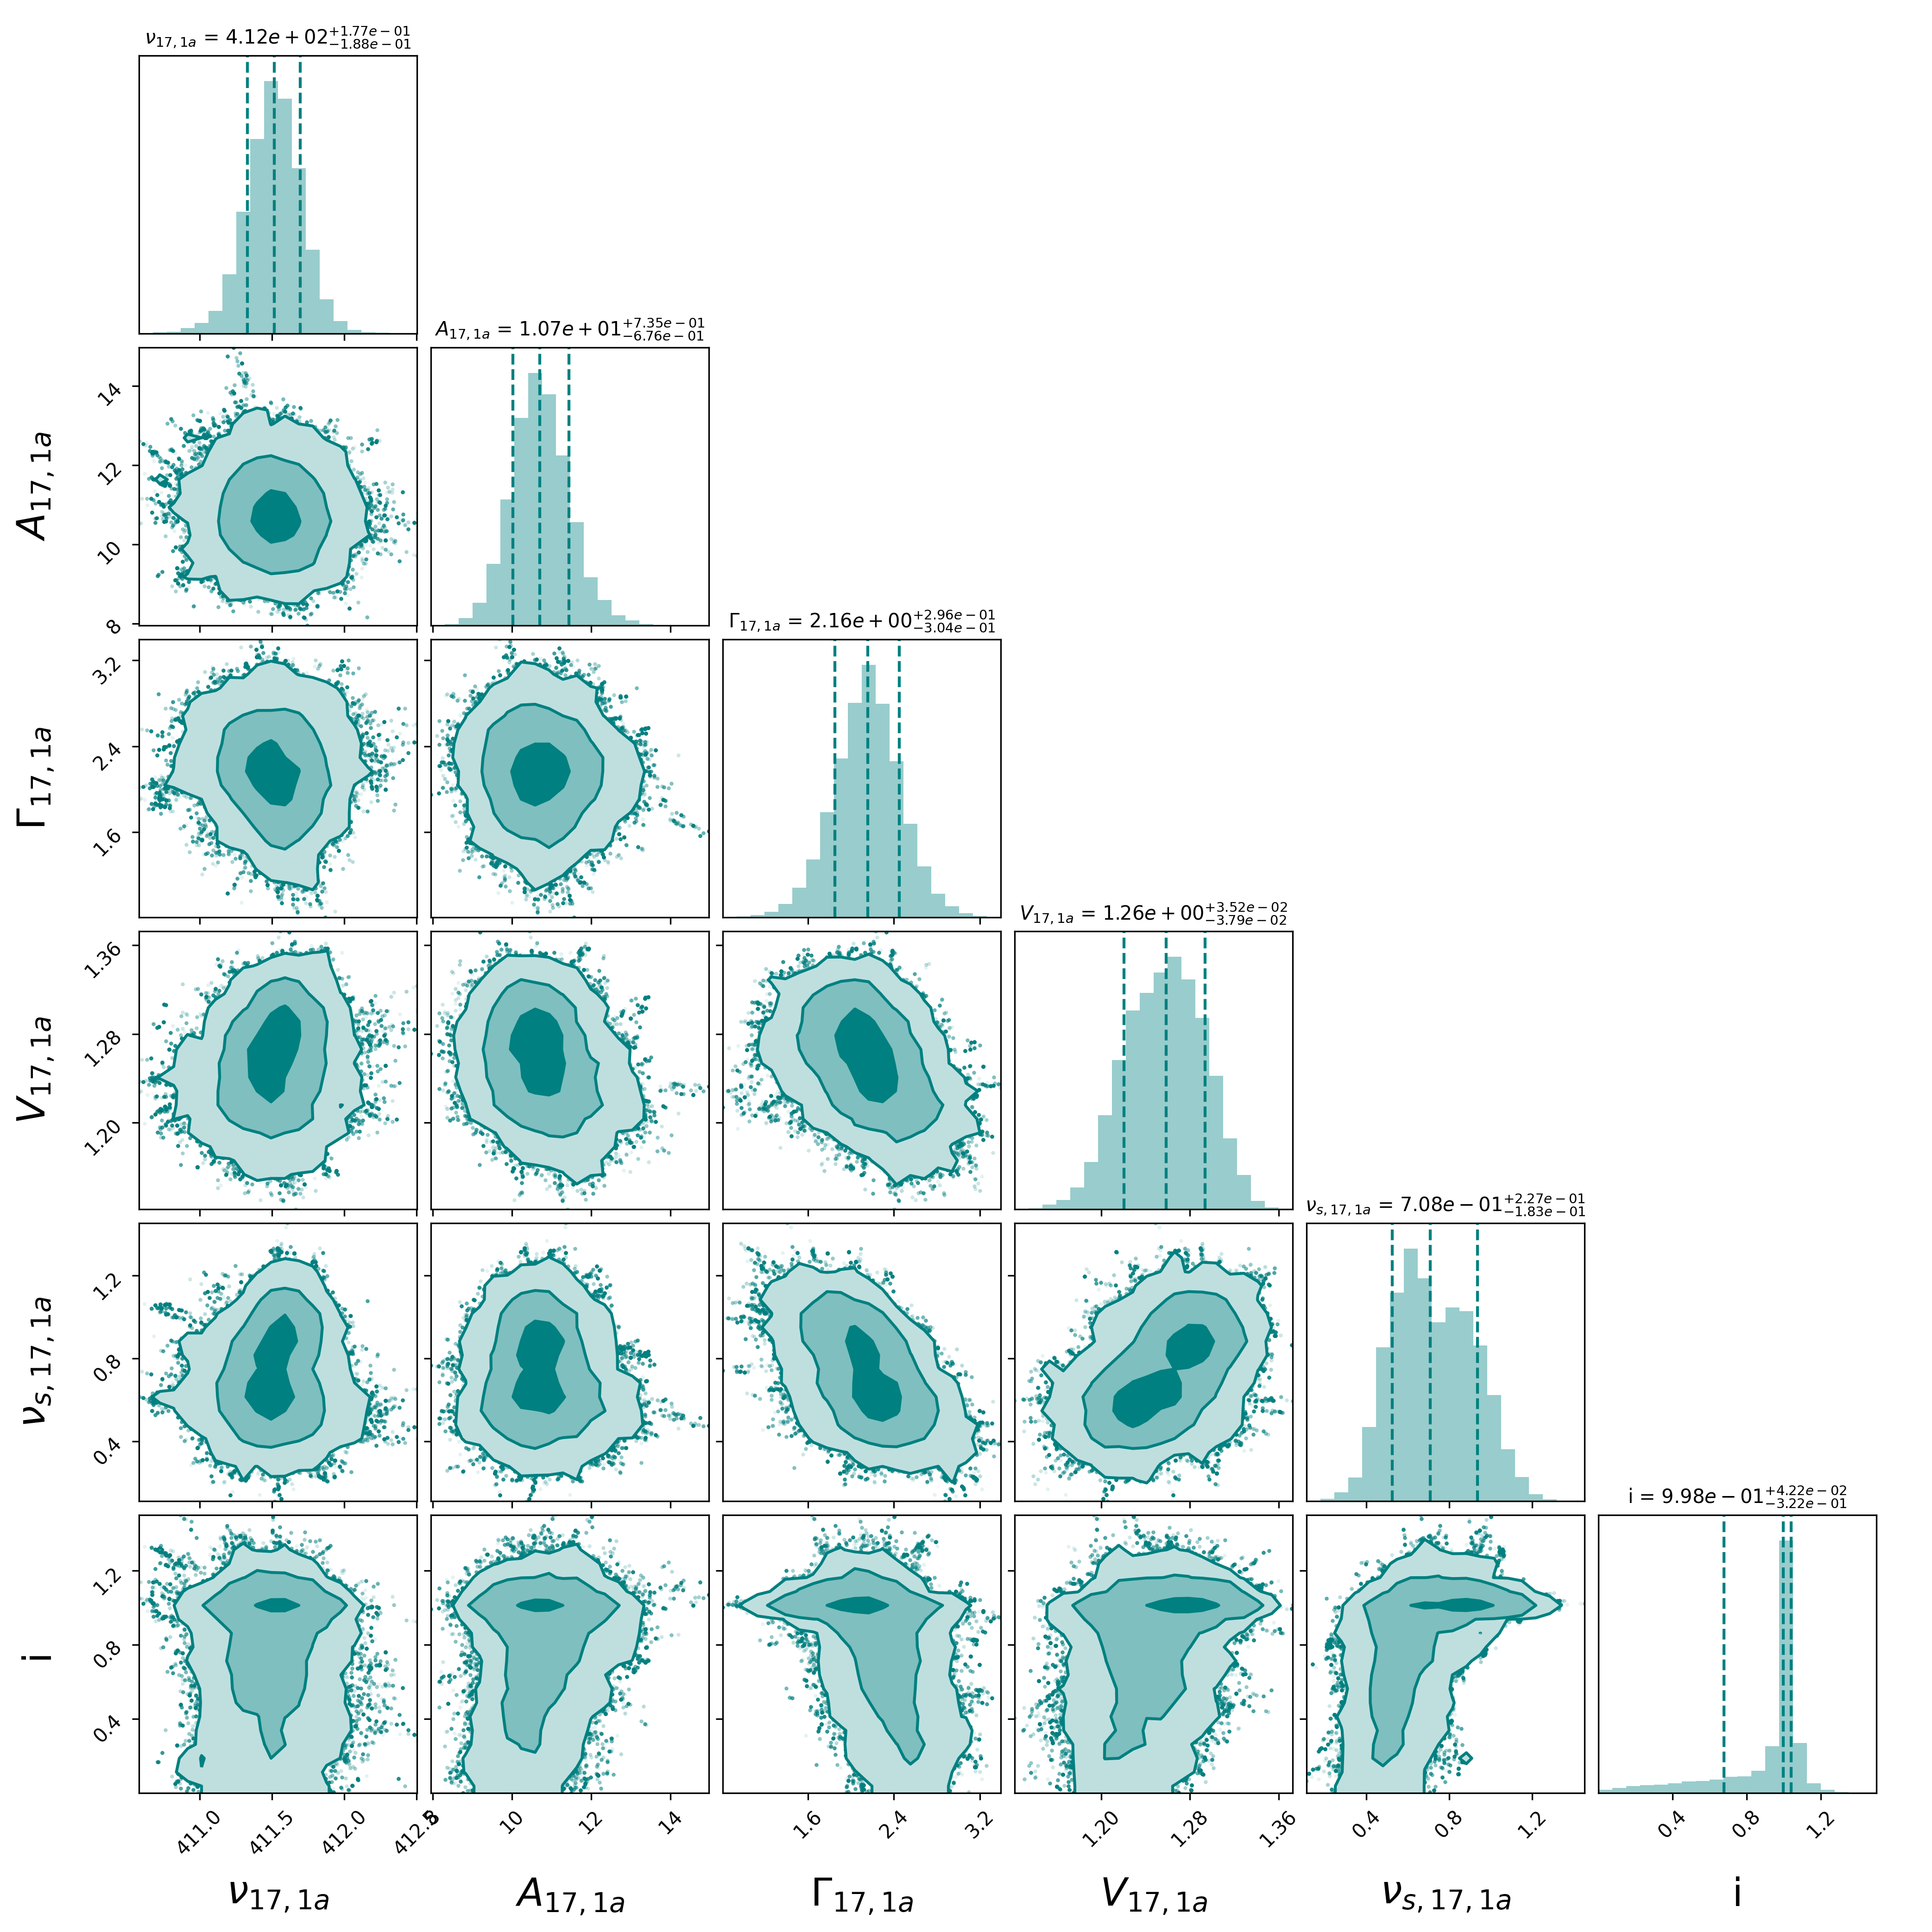 ν17,1a = 4.12e + 02 +1.77e − 01 −1.88e − 01
A17,1a = 1.07e + 01 +7.35e − 01 −6.76e − 01
14
12
10
8
A17,1a
Γ17,1a = 2.16e + 00 +2.96e − 01 −3.04e − 01
3.2
2.4
1.6
Γ17,1a
V17,1a = 1.26e + 00 +3.52e − 02 −3.79e − 02
1.36
1.28
1.20
V17,1a
νs,17,1a = 7.08e − 01 +2.27e − 01 −1.83e − 01
1.2
0.8
0.4
νs,17,1a
i = 9.98e − 01 +4.22e − 02 −3.22e − 01
1.2
0.8
0.4
i
411.0 411.5 412.0 412.5 8 10 12 14 1.6 2.4 3.2 1.20 1.28 1.36 0.4 0.8 1.2 0.4 0.8 1.2
ν17,1a A17,1a Γ17,1a V17,1a νs,17,1a i